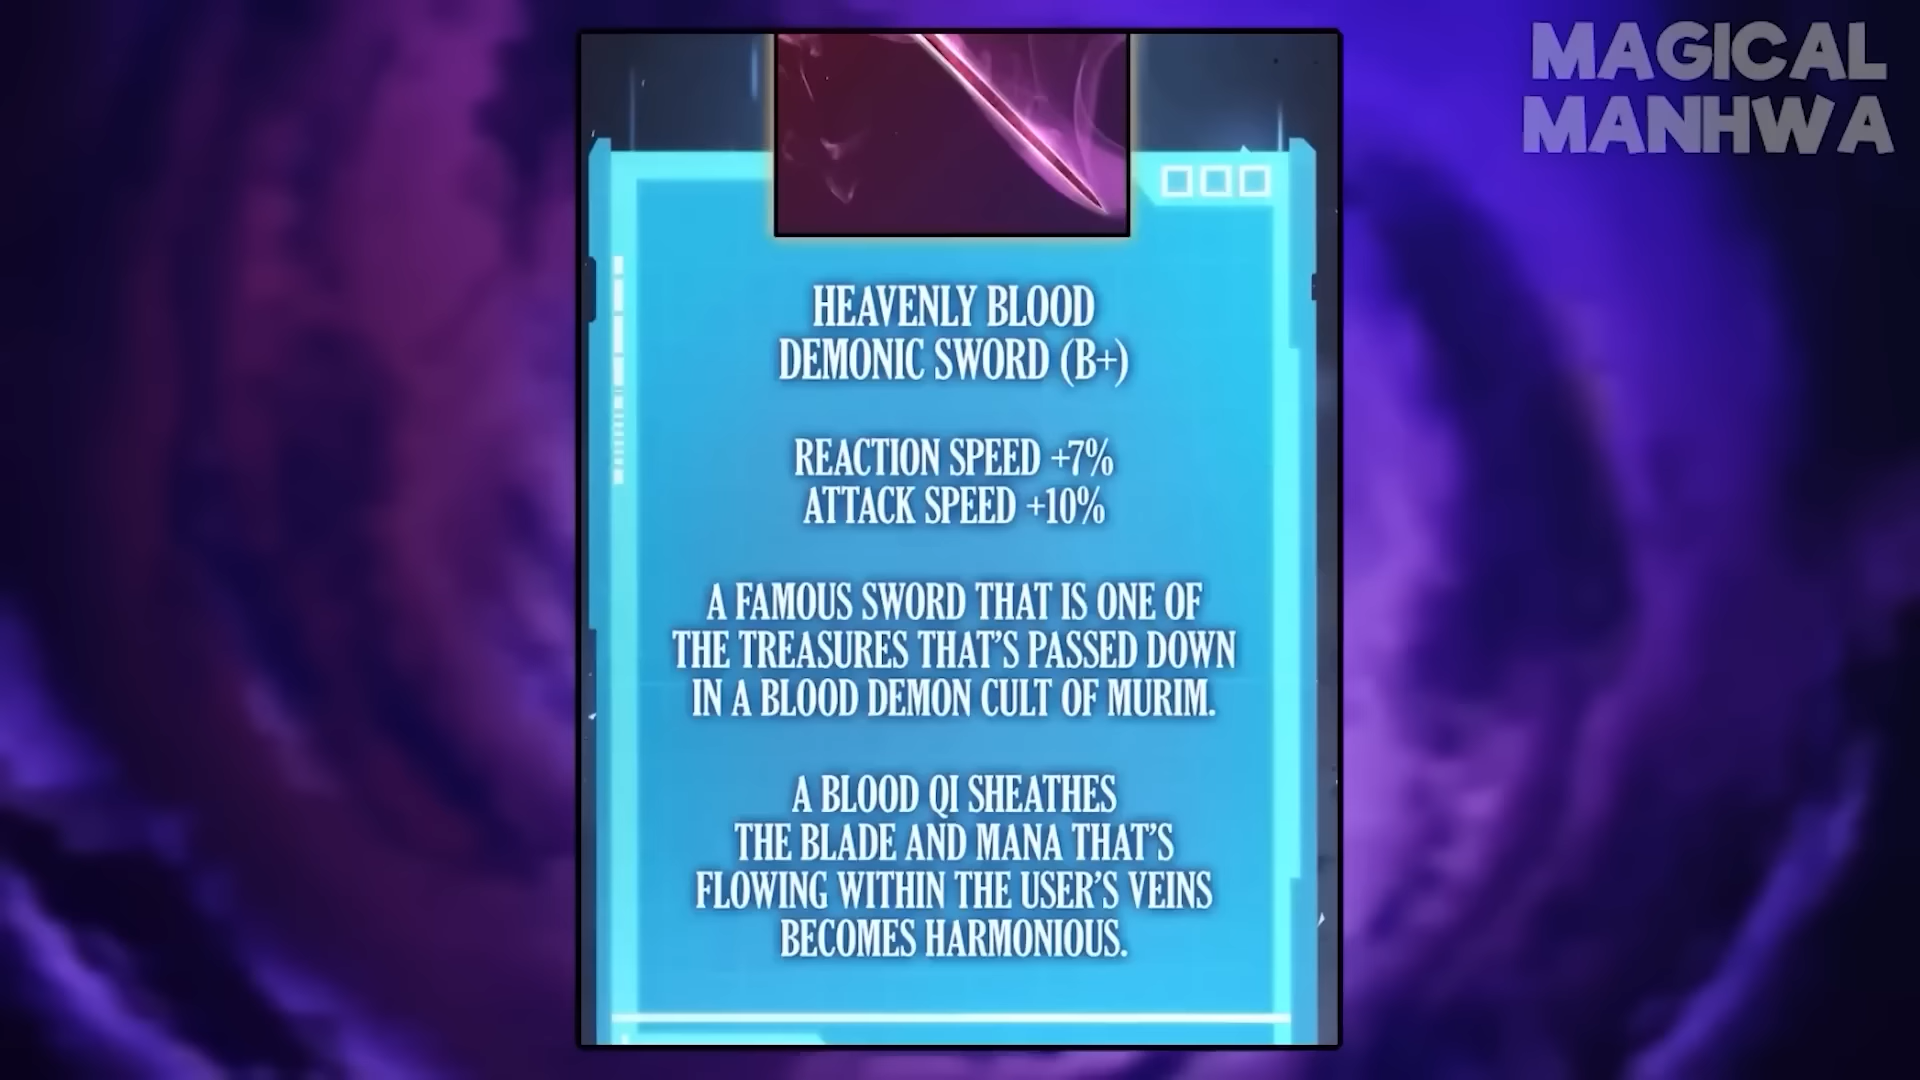 MAGICAL
MANHWA
HEAVENLY BLOOD
DEMONIC SWORD (B+)
REACTION SPEED +7%
ATTACK SPEED +10%
A FAMOUS SWORD THAT IS ONE OF
THE TREASURES THAT'S PASSED DOWN
IN A BLOOD DEMON CULT OF MURIM.
A BLOOD QI SHEATHES
THE BLADE AND MANA THAT'S
FLOWING WITHIN THE USER'S VEINS
BECOMES HARMONIOUS.